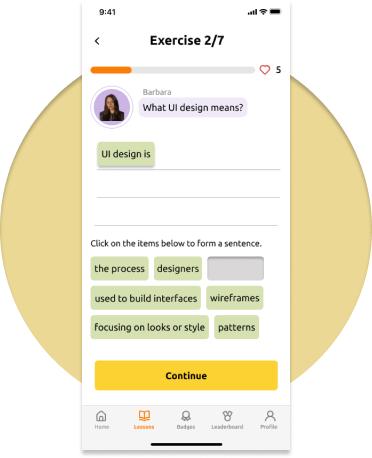 9:41
Exercise 2/7
5
Barbara
What UI design means?
UI design is
Click on the items below to form a sentence.
the process designers
used to build interfaces wireframes
focusing on looks or style patterns
Continue
Home Lessons Badges Leaderboard Profile